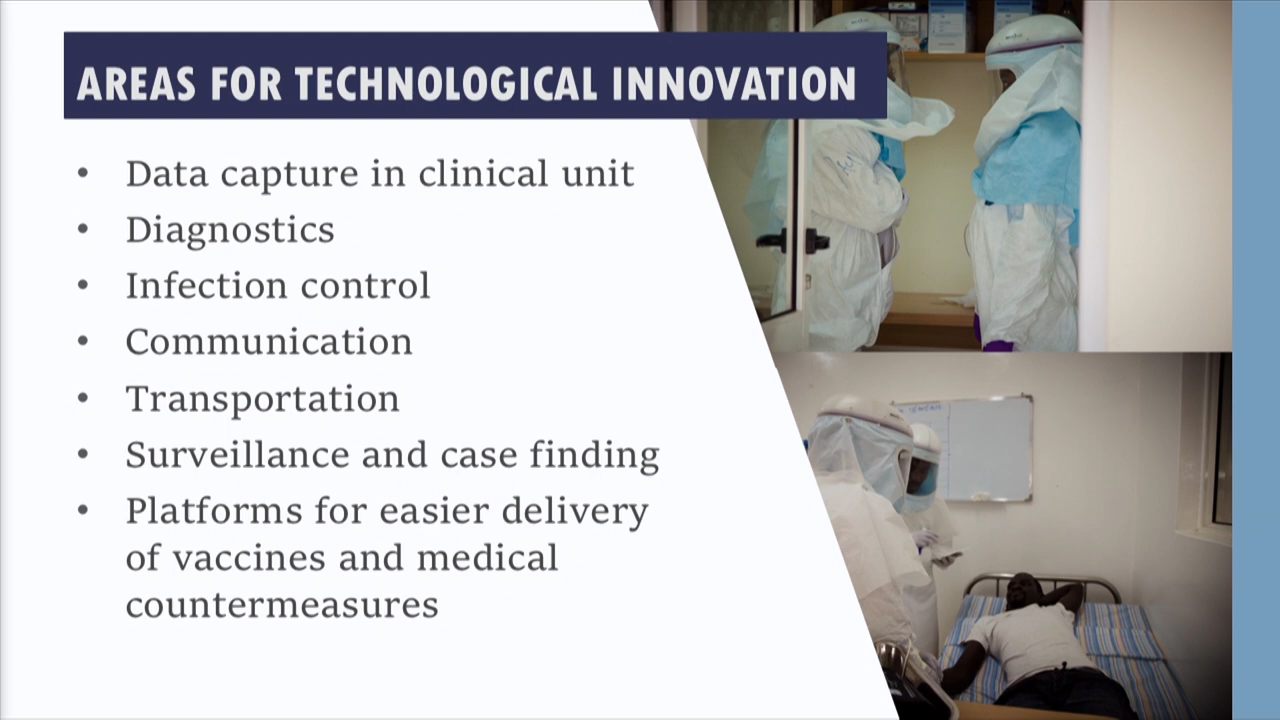 AREAS FOR TECHNOLOGICAL INNOVATION
• Data capture in clinical unit
• Diagnostics
• Infection control
• Communication
• Transportation
• Surveillance and case finding
• Platforms for easier delivery
of vaccines and medical
countermeasures